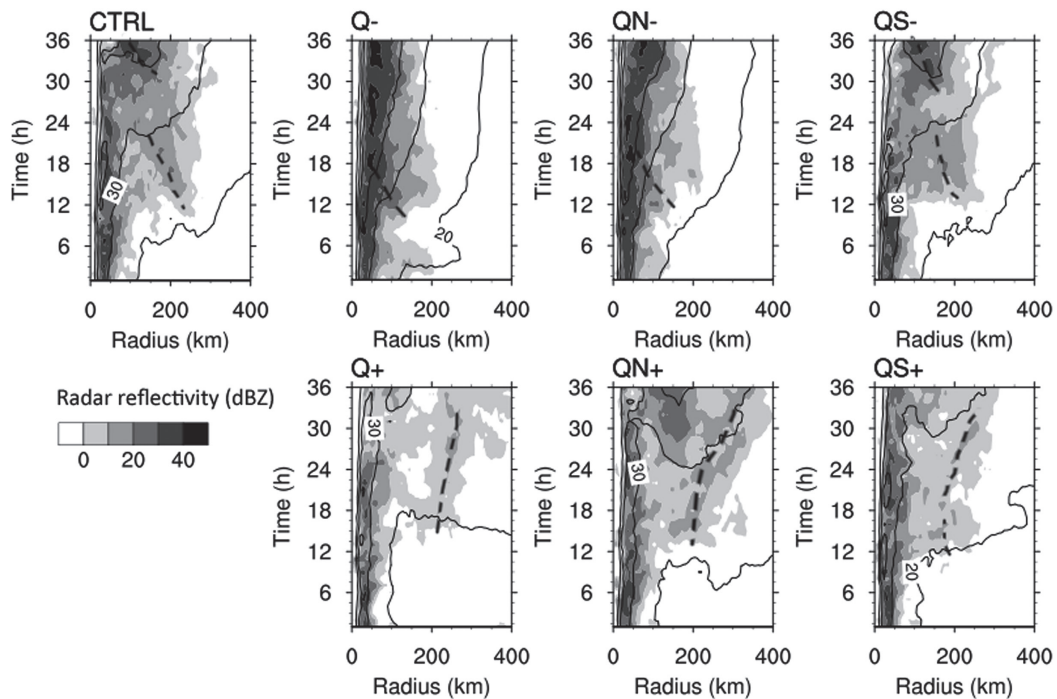 CTRL
Q-
QN-
QS-
36 36 36 36
30 30 30 30
24 24 24 24
18 18 18 18
12 12 12 12
6 6 6 6
Time (h) Time (h) Time (h) Time (h)
30 20 30
0 200 400 0 200 400 0 200 400 0 200 400
Radius (km) Radius (km) Radius (km) Radius (km)
Radar reflectivity (dBZ)
0 20 40
Q+
QN+
QS+
36 36 36
30 30 30
24 24 24
18 18 18
12 12 12
6 6 6
Time (h) Time (h) Time (h)
30 30 20
0 200 400 0 200 400 0 200 400
Radius (km) Radius (km) Radius (km)